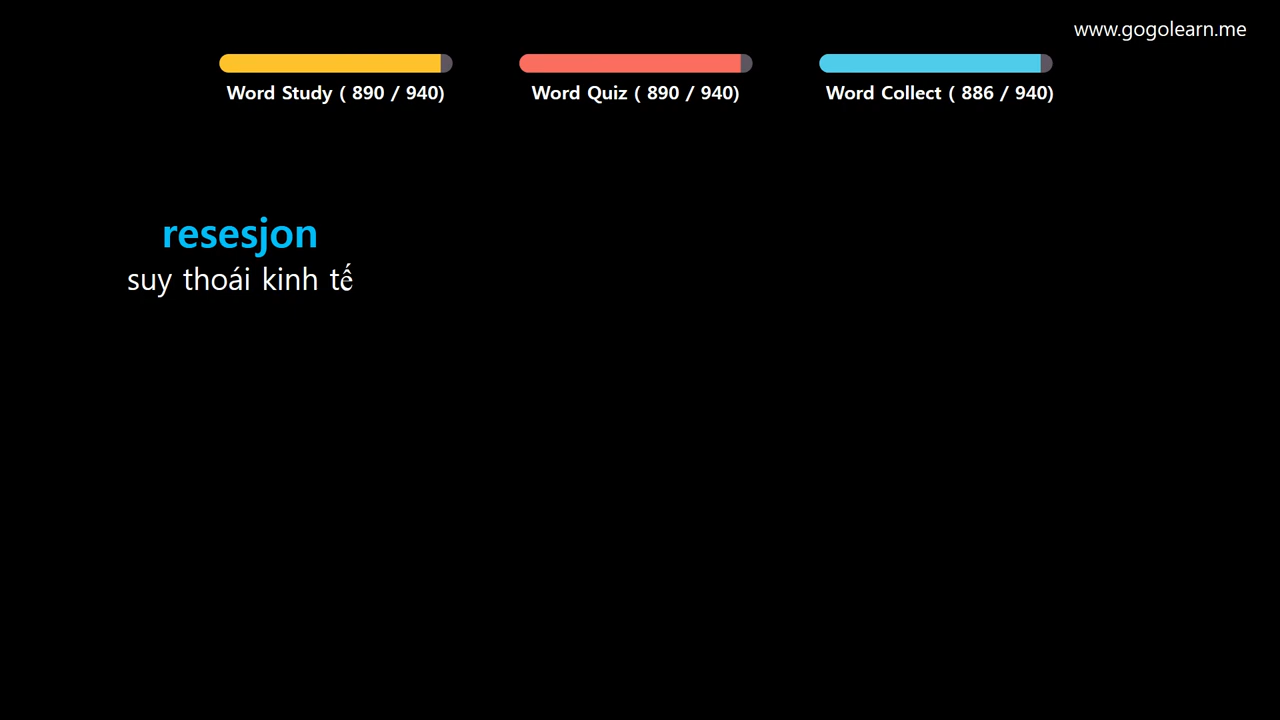 www.gogolearn.me
Word Study ( 890 / 940)
Word Quiz ( 890 / 940)
Word Collect ( 886 / 940)
resesjon
suy thoái kinh tế